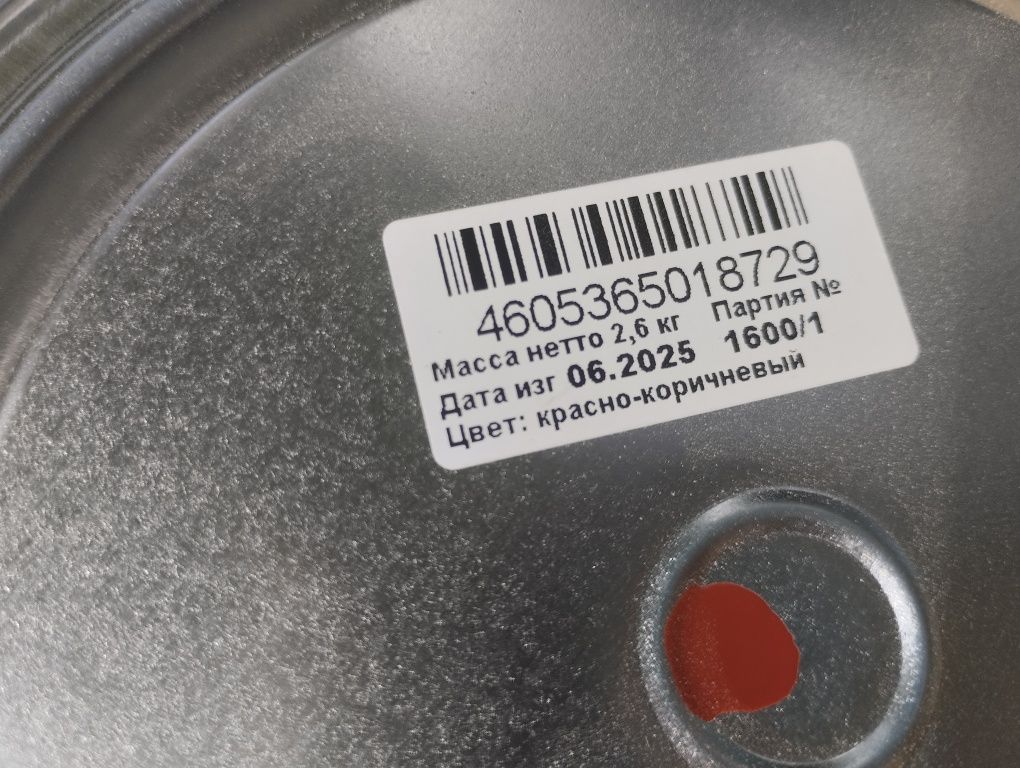 4605365018729
Масса нетто 2,6 кг Партия №
Дата изг 06.2025 1600/1
Цвет: красно-коричневый